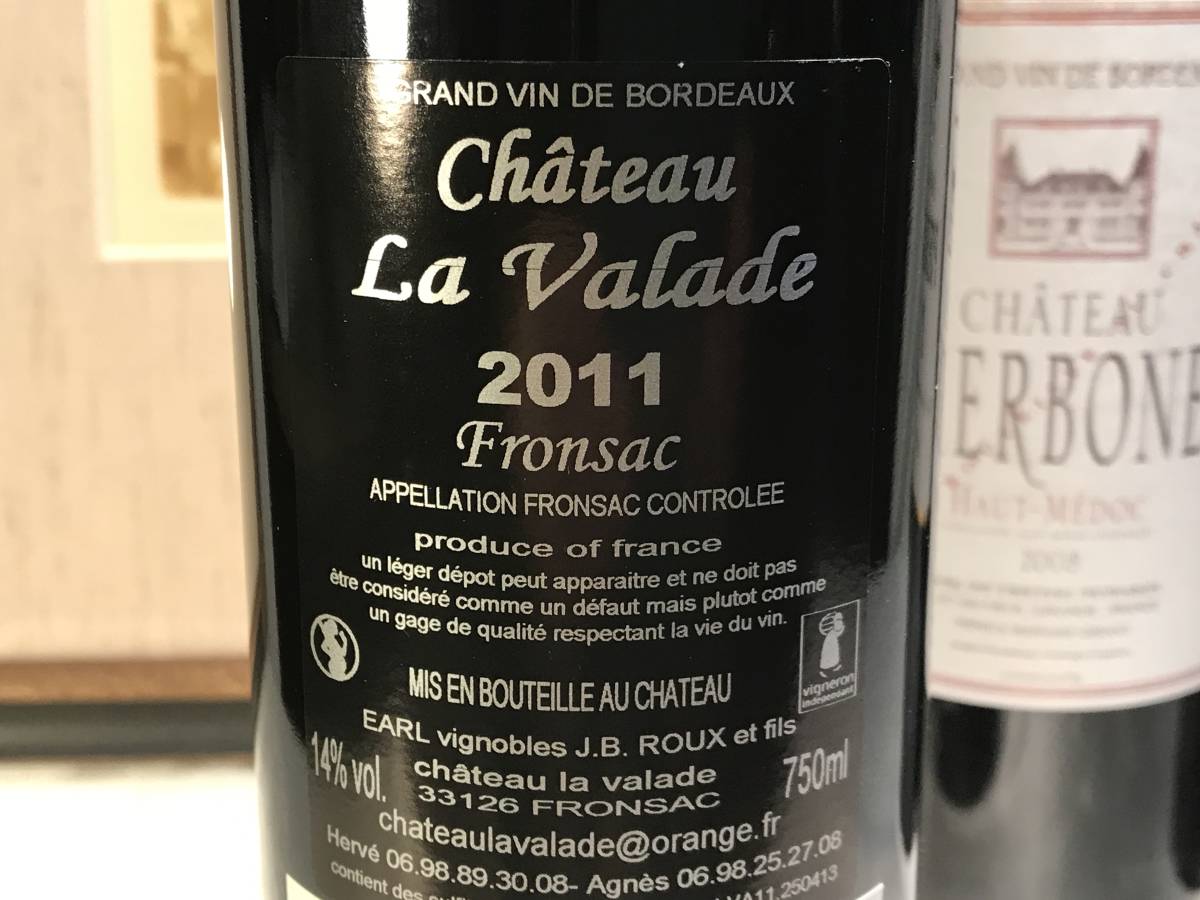 GRAND VIN DE BORDEAUX
Château
La Valade
2011
Fronsac
APPELLATION FRONSAC CONTROLEE
produce of france
un léger dépot peut apparaitre et ne doit pas
être considéré comme un défaut mais plutot comme
un gage de qualité respectant la vie du vin.
vigneron
indépendant
MIS EN BOUTEILLE AU CHATEAU
EARL vignobles J.B. ROUX et fils
14% vol.
château la valade
750ml
33126 FRONSAC
chateaulavalade@orange.fr
Hervé 06.98.89.30.08- Agnès 06.98.25.27.08
contient des
VIN DE
CHÂTEAU
ERBONE
HAUT-MÉDOC
2008